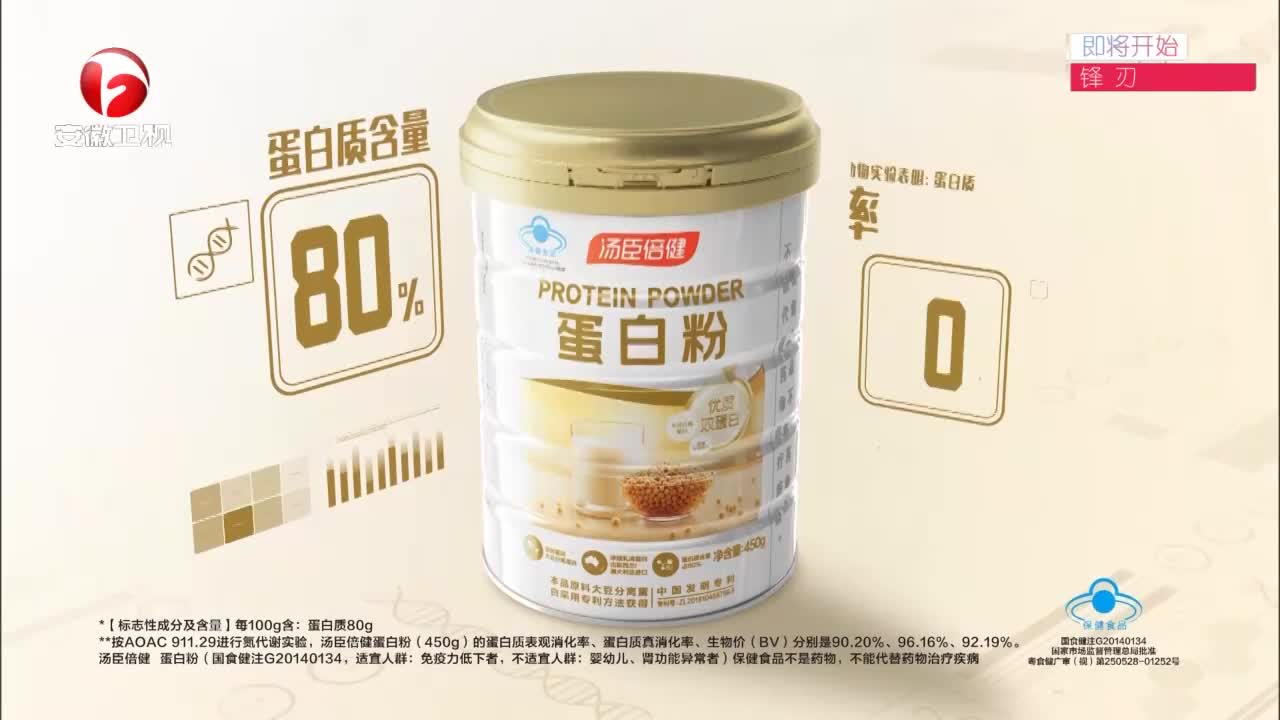 安徽卫视
即将开始
锋刃
蛋白质含量
80%
动物实验表明: 蛋白质
率
0
保健食品
汤臣倍健
PROTEIN POWDER
蛋白粉
优质
浓蛋白
净含量:450g
本品原料大豆分离蛋
白采用专利方法获得
中国发明专利
*【标志性成分及含量】每100g含：蛋白质80g
**按AOAC 911.29进行氮代谢实验，汤臣倍健蛋白粉（450g）的蛋白质表观消化率、蛋白质真消化率、生物价（BV）分别是90.20%、96.16%、92.19%。
汤臣倍健 蛋白粉（国食健注G20140134，适宜人群：免疫力低下者，不适宜人群：婴幼儿、肾功能异常者）保健食品不是药物，不能代替药物治疗疾病
保健食品
国食健注G20140134
国家市场监督管理总局批准
粤食健广审（视）第250528-01252号